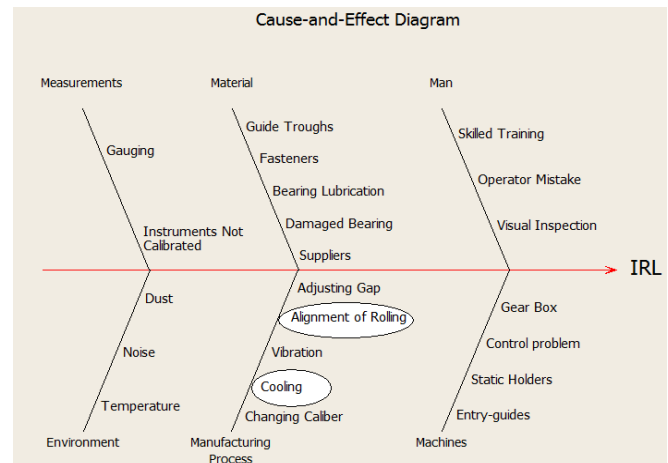 Cause-and-Effect Diagram
Measurements
Material
Man
Gauging
Instruments Not
Calibrated
Guide Troughs
Fasteners
Bearing Lubrication
Damaged Bearing
Suppliers
Skilled Training
Operator Mistake
Visual Inspection
IRL
Dust
Noise
Temperature
Environment
Adjusting Gap
Alignment of Rolling
Vibration
Cooling
Changing Caliber
Manufacturing
Process
Gear Box
Control problem
Static Holders
Entry-guides
Machines